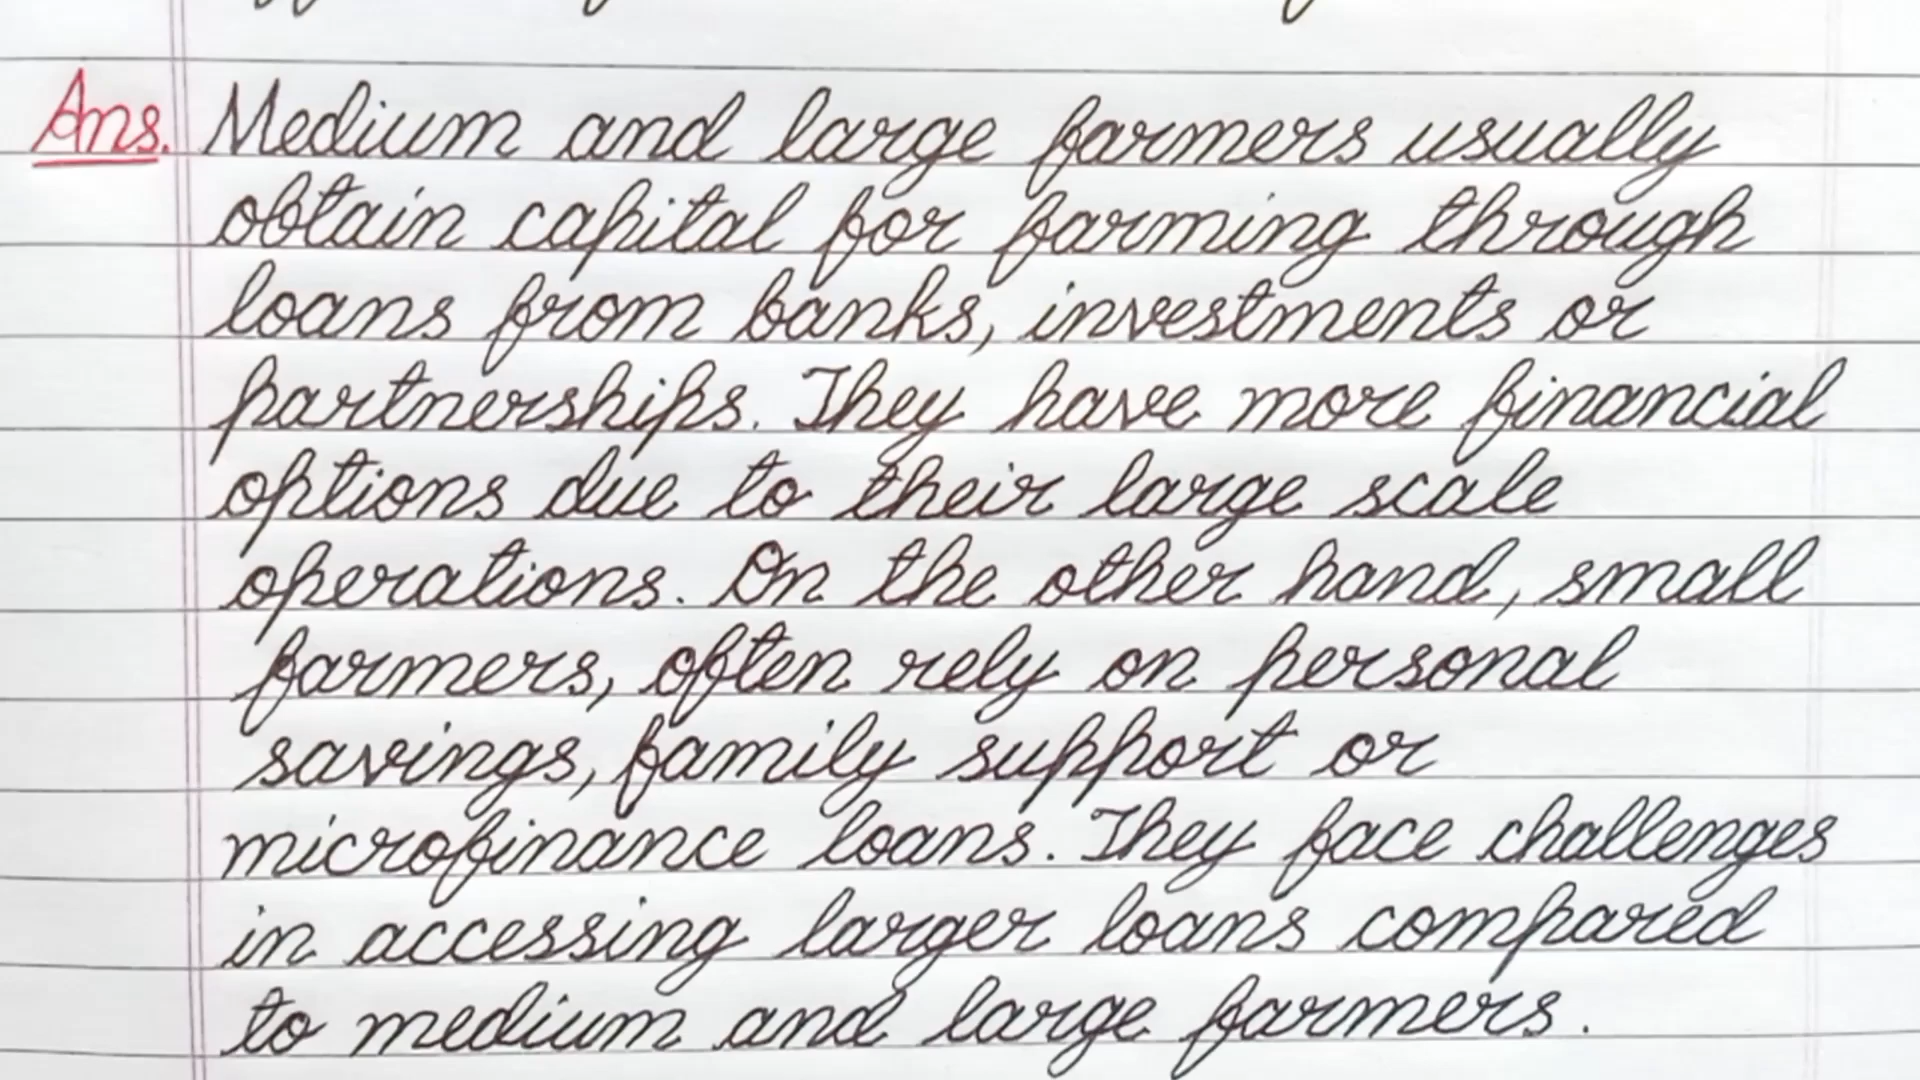 Ans. Medium and large farmers usually
obtain capital for farming through
loans from banks, investments or
partnerships. They have more financial
options due to their large scale
operations. On the other hand, small
farmers, often rely on personal
savings, family support or
microfinance loans. They face challenges
in accessing larger loans compared
to medium and large farmers.